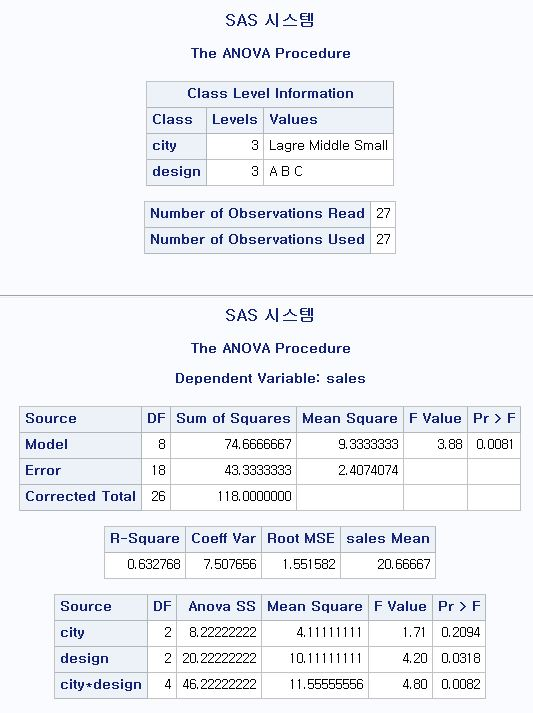 SAS 시스템
The ANOVA Procedure
Class Level Information
Class Levels Values
city 3 Lagre Middle Small
design 3 A B C
Number of Observations Read 27
Number of Observations Used 27
SAS 시스템
The ANOVA Procedure
Dependent Variable: sales
Source DF Sum of Squares Mean Square F Value Pr > F
Model 8 74.6666667 9.3333333 3.88 0.0081
Error 18 43.3333333 2.4074074
Corrected Total 26 118.0000000
R-Square Coeff Var Root MSE sales Mean
0.632768 7.507656 1.551582 20.66667
Source DF Anova SS Mean Square F Value Pr > F
city 2 8.22222222 4.11111111 1.71 0.2094
design 2 20.22222222 10.11111111 4.20 0.0318
city*design 4 46.22222222 11.55555556 4.80 0.0082